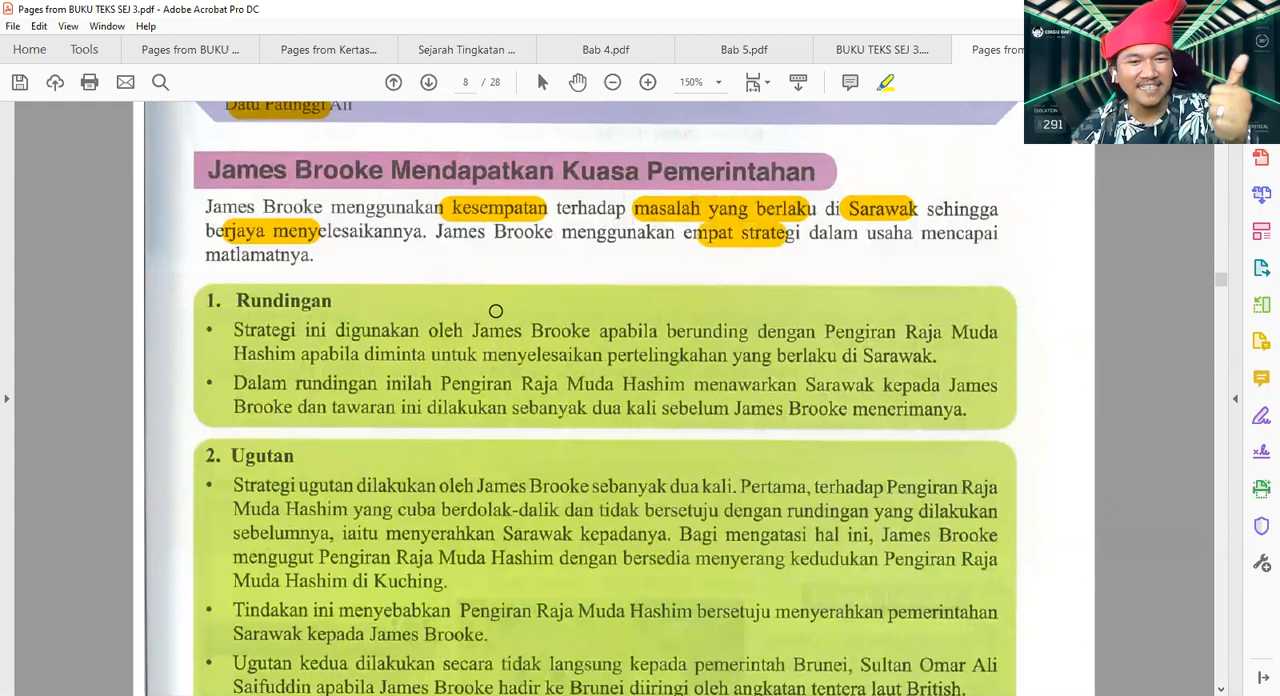 Pages from BUKU TEKS SEJ 3.pdf - Adobe Acrobat Pro DC
File Edit View Window Help
Home Tools Pages from BUKU ... Pages from Kertas... Sejarah Tingkatan ... Bab 4.pdf Bab 5.pdf BUKU TEKS SEJ 3.... Pages from
8 / 28 150%
291
Datu Patinggi Ali
James Brooke Mendapatkan Kuasa Pemerintahan
James Brooke menggunakan kesempatan terhadap masalah yang berlaku di Sarawak sehingga
berjaya menyelesaikannya. James Brooke menggunakan empat strategi dalam usaha mencapai
matlamatnya.
1. Rundingan
• Strategi ini digunakan oleh James Brooke apabila berunding dengan Pengiran Raja Muda
Hashim apabila diminta untuk menyelesaikan pertelingkahan yang berlaku di Sarawak.
• Dalam rundingan inilah Pengiran Raja Muda Hashim menawarkan Sarawak kepada James
Brooke dan tawaran ini dilakukan sebanyak dua kali sebelum James Brooke menerimanya.
2. Ugutan
• Strategi ugutan dilakukan oleh James Brooke sebanyak dua kali. Pertama, terhadap Pengiran Raja
Muda Hashim yang cuba berdolak-dalik dan tidak bersetuju dengan rundingan yang dilakukan
sebelumnya, iaitu menyerahkan Sarawak kepadanya. Bagi mengatasi hal ini, James Brooke
mengugut Pengiran Raja Muda Hashim dengan bersedia menyerang kedudukan Pengiran Raja
Muda Hashim di Kuching.
• Tindakan ini menyebabkan Pengiran Raja Muda Hashim bersetuju menyerahkan pemerintahan
Sarawak kepada James Brooke.
• Ugutan kedua dilakukan secara tidak langsung kepada pemerintah Brunei, Sultan Omar Ali
Saifuddin apabila James Brooke hadir ke Brunei diiringi oleh angkatan tentera laut British.